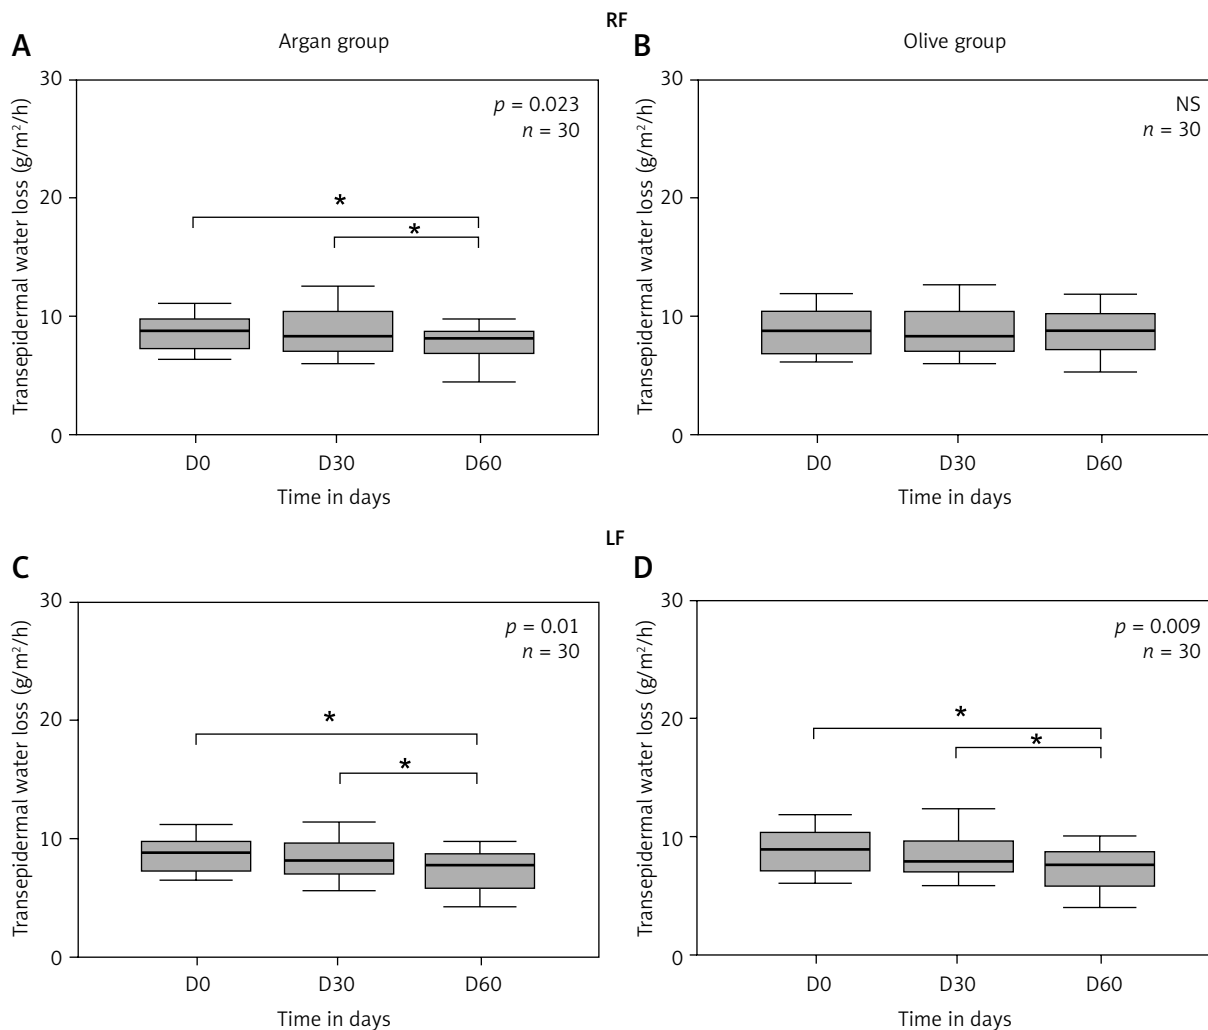 RF
A
Argan group
30
20
10
0
Transepidermal water loss (g/m²/h)
p = 0.023
n = 30
*
*
D0 D30 D60
Time in days
B
Olive group
30
20
10
0
Transepidermal water loss (g/m²/h)
NS
n = 30
D0 D30 D60
Time in days
LF
C
30
20
10
0
Transepidermal water loss (g/m²/h)
p = 0.01
n = 30
*
*
D0 D30 D60
Time in days
D
30
20
10
0
Transepidermal water loss (g/m²/h)
p = 0.009
n = 30
*
*
D0 D30 D60
Time in days